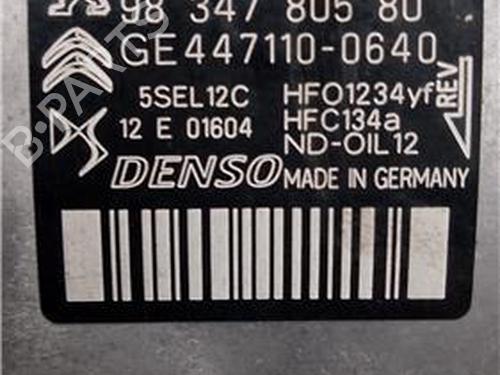 98 347 805 80
GE447110-0640
5SEL12C HFO1234yf
12 E 01604 HFC134a
ND-OIL12
REV
DENSO MADE IN GERMANY
B-PARTS